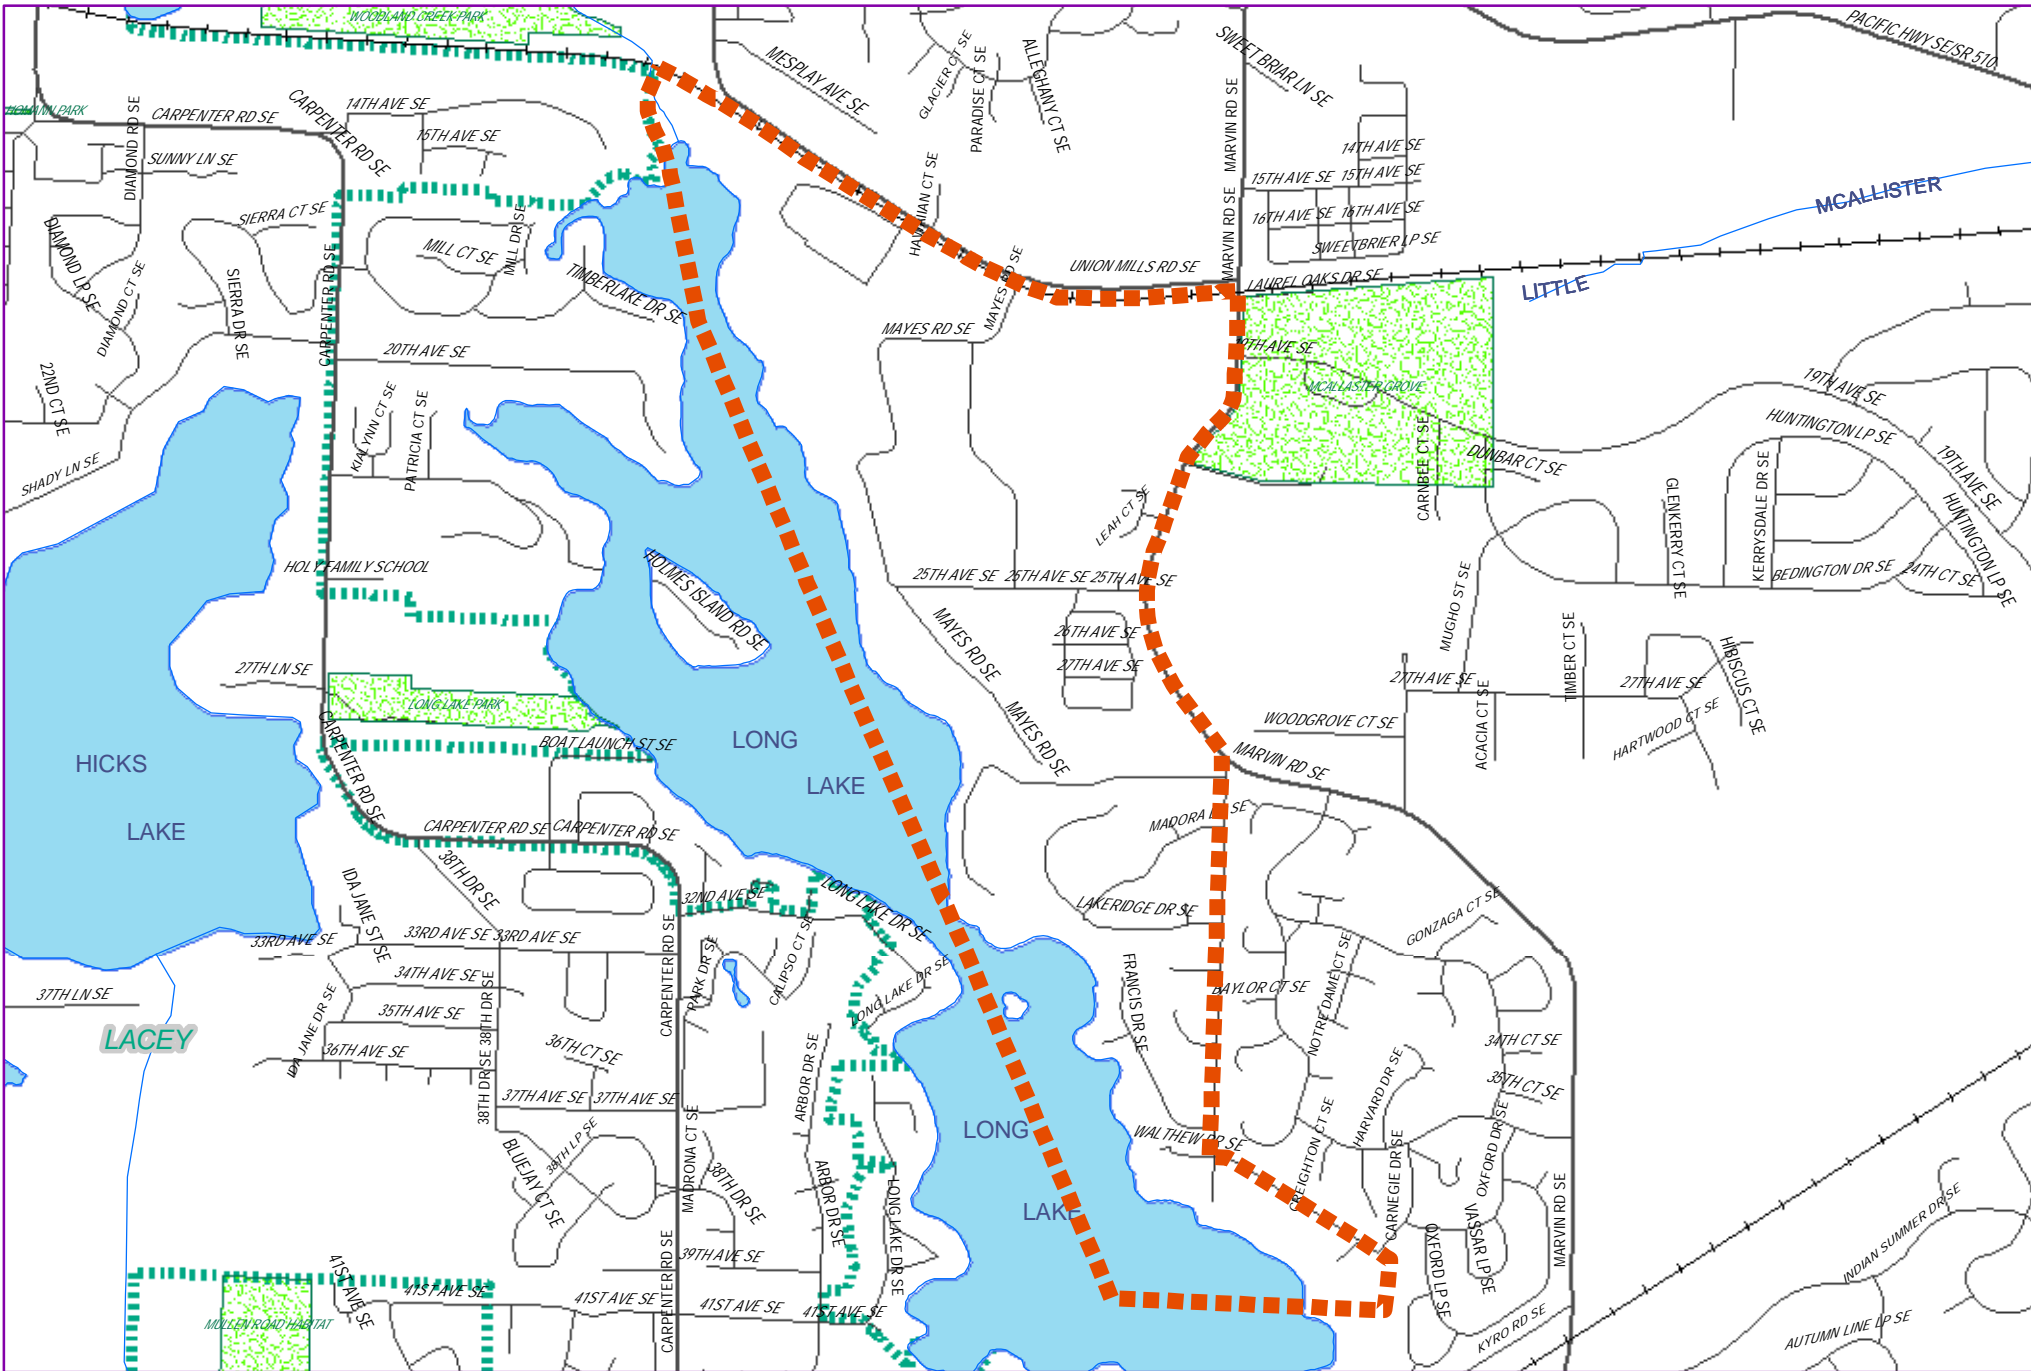 WOODLAND CREEK PARK
PACIFIC HWY SE/SR 510
MESPLAY AVE SE
GLACIER CT SE
PARADISE CT SE
ALLEGHANY CT SE
SWEET BRIAR LN SE
HOMANN PARK
CARPENTER RD SE
CARPENTER RD SE
14TH AVE SE
15TH AVE SE
DIAMOND RD SE
SUNNY LN SE
MARVIN RD SE
MARVIN RD SE
14TH AVE SE
15TH AVE SE
15TH AVE SE
16TH AVE SE
16TH AVE SE
SWEETBRIER LP SE
MCALLISTER
LITTLE
SIERRA CT SE
MILL CT SE
MILL DR SE
TIMBERLAKE DR SE
HAWAIIAN CT SE
UNION MILLS RD SE
LAUREL OAKS DR SE
DIAMOND LP SE
DIAMOND CT SE
SIERRA DR SE
CARPENTER RD SE
MAYES RD SE
MAYES RD SE
20TH AVE SE
MCALLASTER GROVE
19TH AVE SE
19TH AVE SE
HUNTINGTON LP SE
HUNTINGTON LP SE
22ND CT SE
KIALYNN CT SE
PATRICIA CT SE
SHADY LN SE
LEAH CT SE
CARNBEE CT SE
DUNBAR CT SE
GLENKERRY CT SE
KERRYSDALE DR SE
BEDINGTON DR SE
24TH CT SE
HOLY FAMILY SCHOOL
HOLMES ISLAND RD SE
25TH AVE SE
25TH AVE SE
25TH AVE SE
26TH AVE SE
27TH AVE SE
MAYES RD SE
MAYES RD SE
MUGHO ST SE
TIMBER CT SE
HIBISCUS CT SE
27TH AVE SE
27TH AVE SE
ACACIA CT SE
HARTWOOD CT SE
WOODGROVE CT SE
MARVIN RD SE
27TH LN SE
LONG LAKE PARK
BOAT LAUNCH ST SE
CARPENTER RD SE
HICKS
LAKE
LONG
LAKE
CARPENTER RD SE
CARPENTER RD SE
38TH DR SE
32ND AVE SE
LONG LAKE DR SE
LAKERIDGE DR SE
GONZAGA CT SE
IDA JANE ST SE
33RD AVE SE
33RD AVE SE
33RD AVE SE
34TH AVE SE
35TH AVE SE
36TH AVE SE
IDA JANE DR SE
37TH LN SE
LACEY
38TH DR SE
38TH DR SE
CARPENTER RD SE
PARK DR SE
CALIPSO CT SE
LONG LAKE DR SE
FRANCIS DR SE
BAYLOR CT SE
NOTRE DAME CT SE
34TH CT SE
35TH CT SE
36TH CT SE
37TH AVE SE
37TH AVE SE
ARBOR DR SE
ARBOR DR SE
LONG
LAKE
WALTHEW DR SE
CREIGHTON CT SE
HARVARD DR SE
CARNEGIE DR SE
OXFORD DR SE
OXFORD LP SE
VASSAR LP SE
MARVIN RD SE
BLUEJAY CT SE
38TH LP SE
MADRONA CT SE
38TH DR SE
39TH AVE SE
LONG LAKE DR SE
41ST AVE SE
41ST AVE SE
41ST AVE SE
41ST AVE SE
41ST AVE SE
CARPENTER RD SE
MULLEN ROAD HABITAT
KYRO RD SE
INDIAN SUMMER DR SE
AUTUMN LINE LP SE